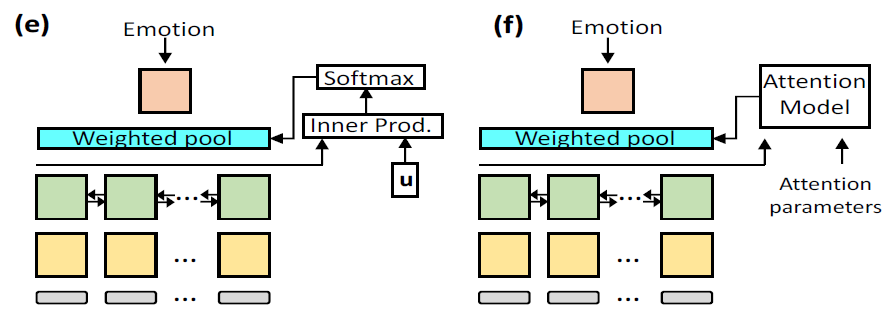 (e)
Emotion
Softmax
Inner Prod.
Weighted pool
u
...
...
...
(f)
Emotion
Attention
Model
Weighted pool
Attention
parameters
...
...
...